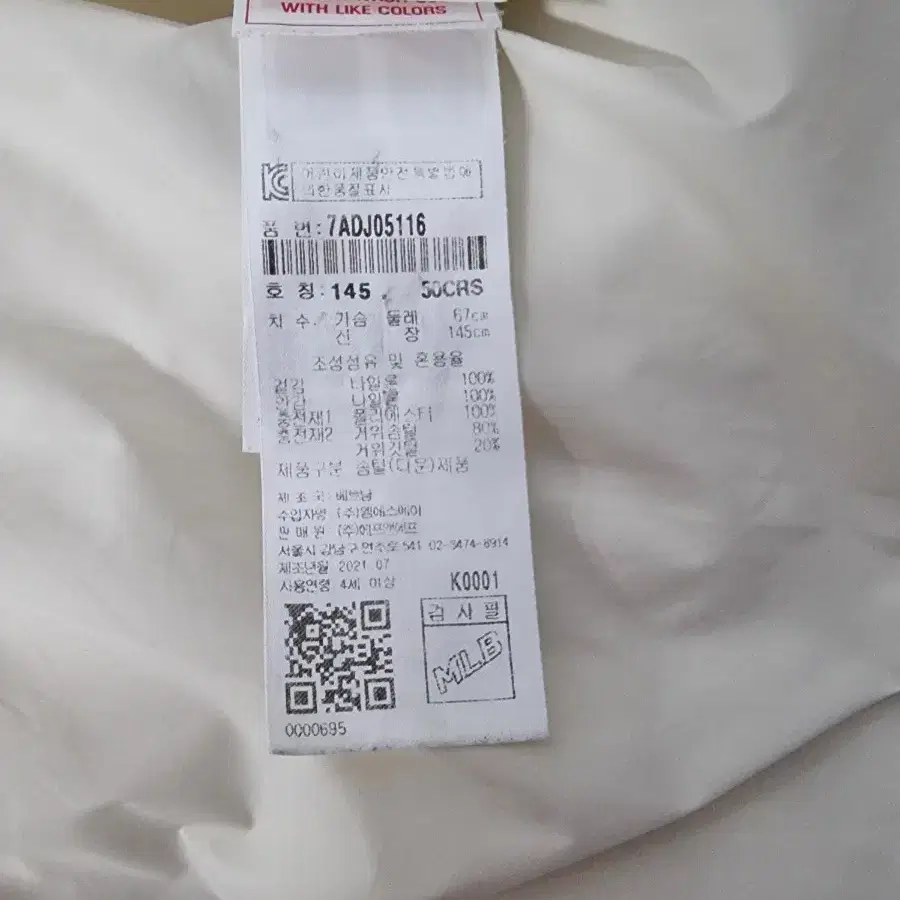 WITH LIKE COLORS
어린이제품안전특별법에
의한품질표시
품 번:7ADJ05116
호 칭:145 50CRS
치 수. 가슴 둘레 67cm
신 장 145cm
조성섬유 및 혼용율
겉감 나일론 100%
안감 나일론 100%
충전재1 폴리에스터 100%
충전재2 거위솜털 80%
거위깃털 20%
제품구분 솜털(다운)제품
제 조 국: 베트남
수입자명 (주)엠에스에이
판 매 원 (주)에프앤에프
서울시 강남구 언주로 541 02-3474-8914
제조년월 2021.07
사용연령 4세 이상
K0001
검 사 필
MLB
0000695